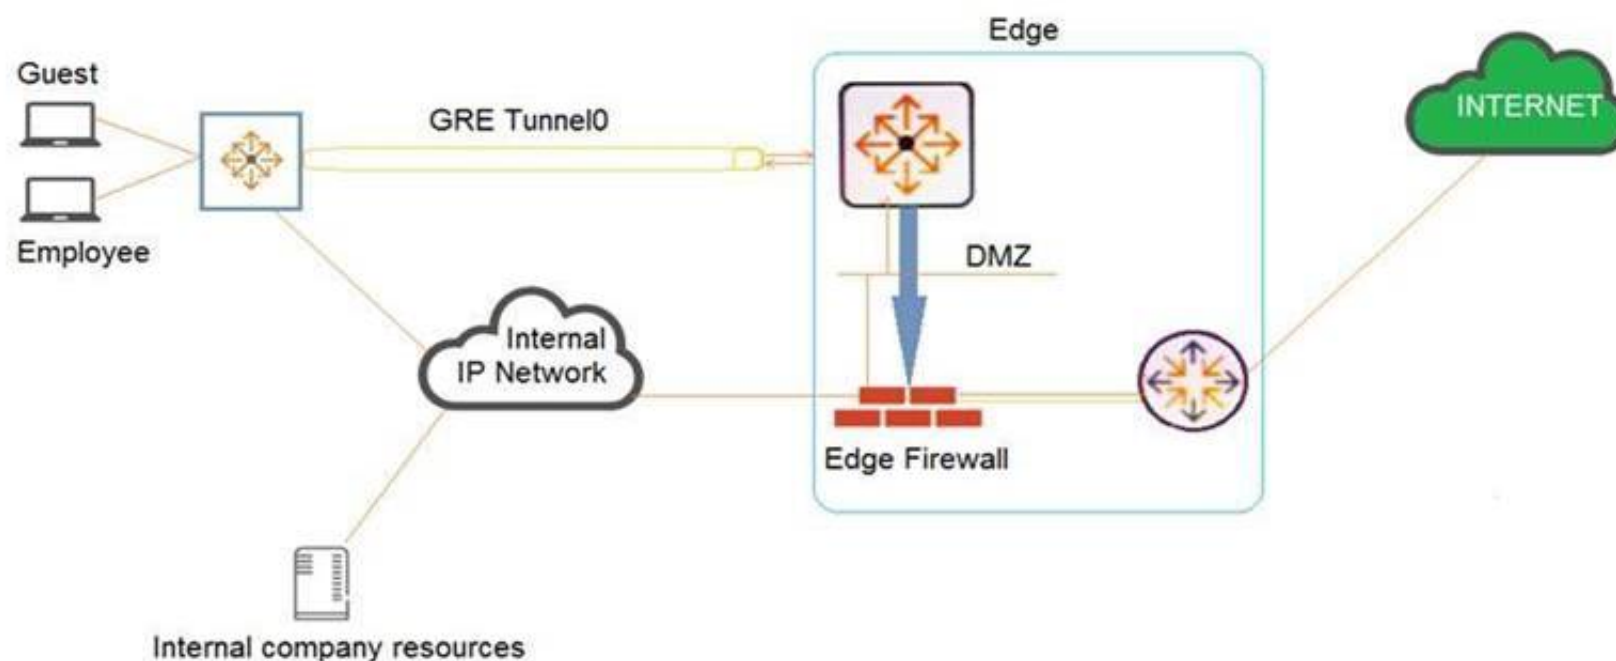 Edge
Guest
GRE Tunnel0
INTERNET
Employee
DMZ
Internal
IP Network
Edge Firewall
Internal company resources